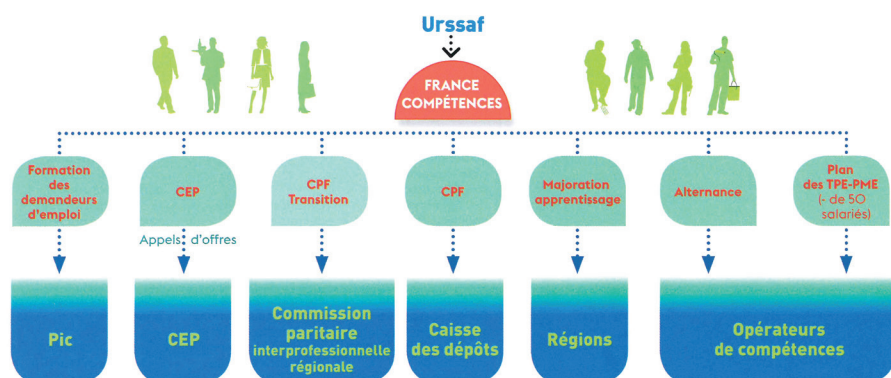 Urssaf
FRANCE
COMPÉTENCES
Formation
des
demandeurs
d'emploi
CEP
CPF
Transition
CPF
Majoration
apprentissage
Alternance
Plan
des TPE-PME
(- de 50
salariés)
Appels d'offres
Pic
CEP
Commission
paritaire
interprofessionnelle
régionale
Caisse
des dépôts
Régions
Opérateurs
de compétences